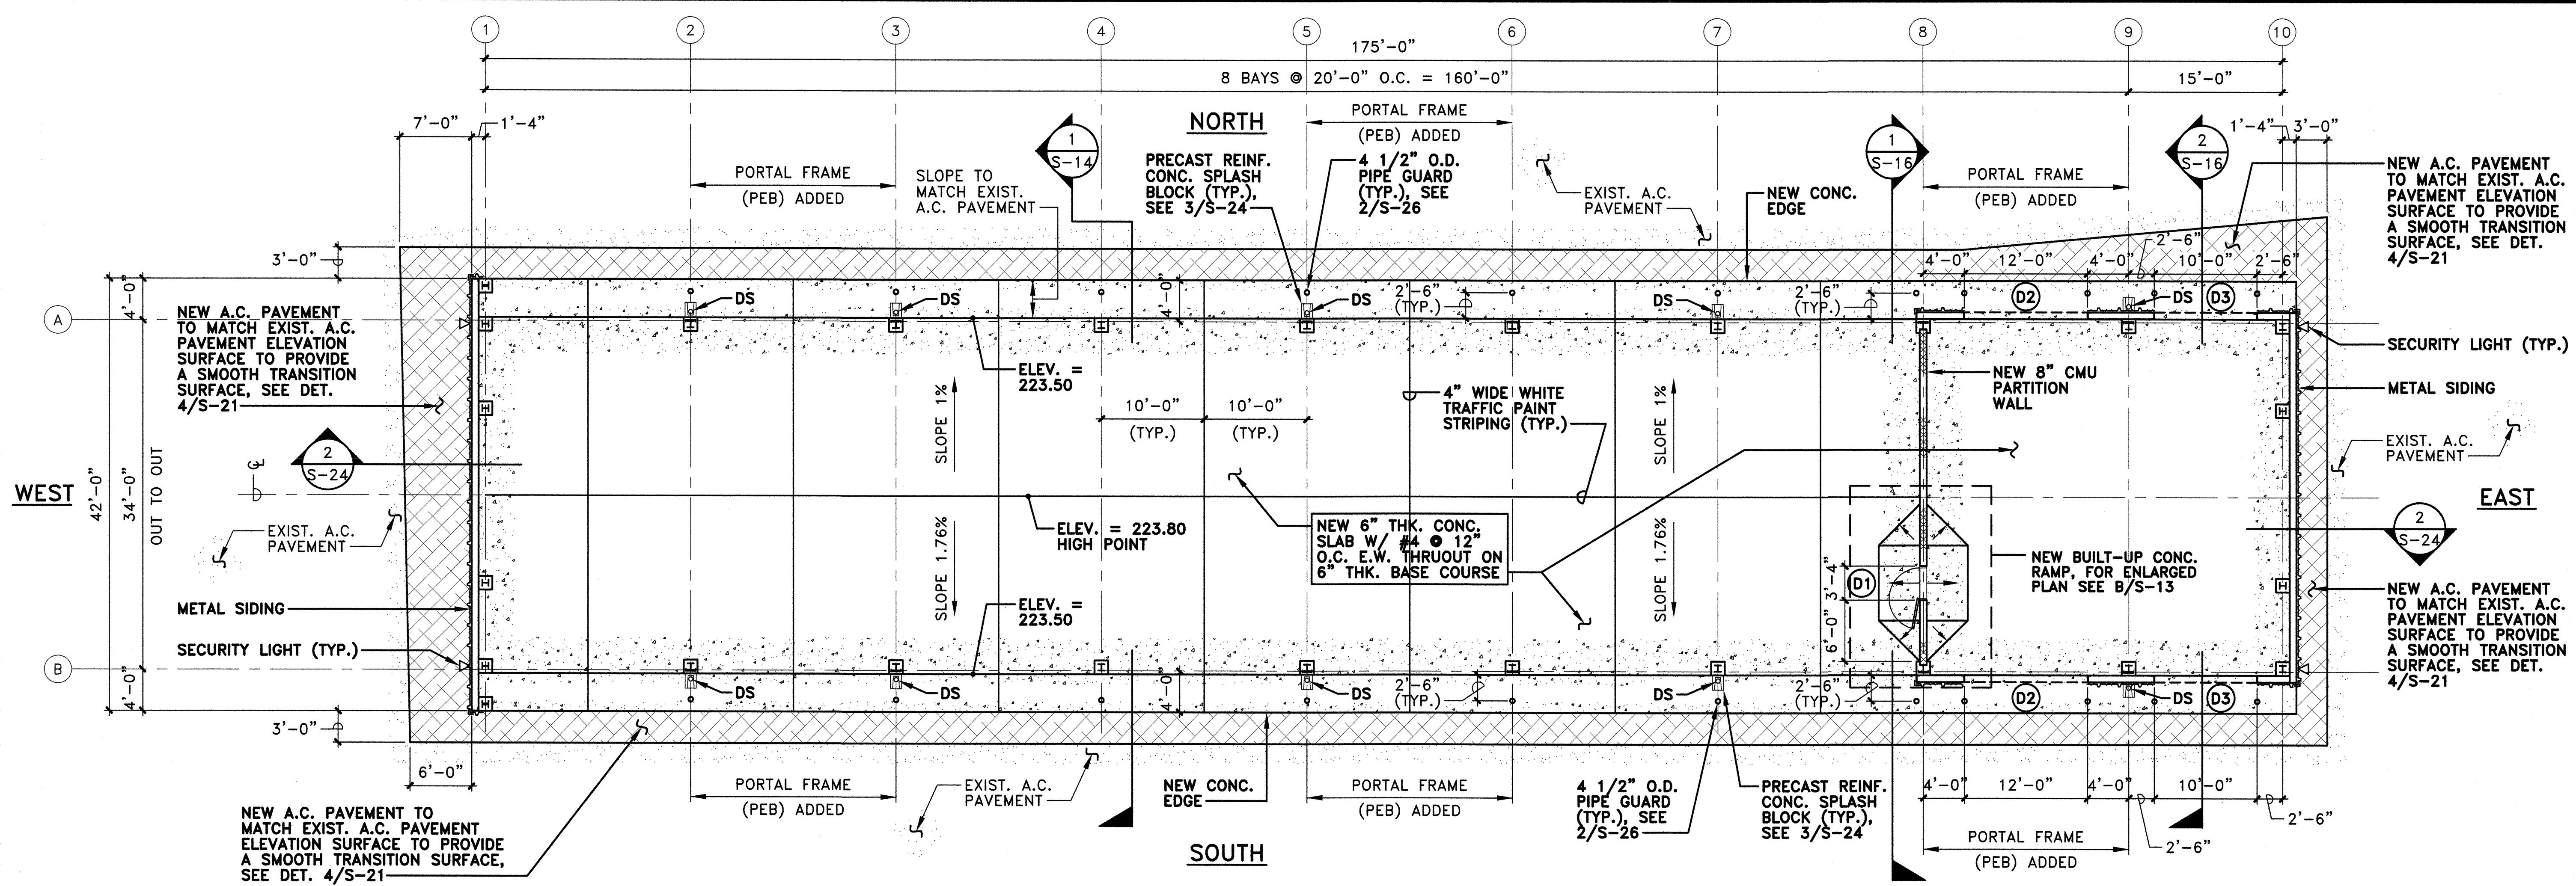 1 2 3 4 5 6 7 8 9 10
175'-0"
8 BAYS @ 20'-0" O.C. = 160'-0"
15'-0"
7'-0"
1'-4"
PORTAL FRAME
(PEB) ADDED
SLOPE TO
MATCH EXIST.
A.C. PAVEMENT
1
S-14
NORTH
PRECAST REINF.
CONC. SPLASH
BLOCK (TYP.),
SEE 3/S-24
PORTAL FRAME
(PEB) ADDED
4 1/2" O.D.
PIPE GUARD
(TYP.), SEE
2/S-26
EXIST. A.C.
PAVEMENT
NEW CONC.
EDGE
1
S-16
PORTAL FRAME
(PEB) ADDED
2
S-16
1'-4"
3'-0"
NEW A.C. PAVEMENT
TO MATCH EXIST. A.C.
PAVEMENT ELEVATION
SURFACE TO PROVIDE
A SMOOTH TRANSITION
SURFACE, SEE DET.
4/S-21
3'-0"
2'-6"
4'-0"
12'-0"
4'-0"
10'-0"
2'-6"
4'-0"
A
DS
DS
4'-0"
DS
2'-6"
(TYP.)
DS
2'-6"
(TYP.)
D2
DS
D3
NEW A.C. PAVEMENT
TO MATCH EXIST. A.C.
PAVEMENT ELEVATION
SURFACE TO PROVIDE
A SMOOTH TRANSITION
SURFACE, SEE DET.
4/S-21
ELEV. =
223.50
SLOPE 1%
10'-0"
(TYP.)
10'-0"
(TYP.)
4" WIDE WHITE
TRAFFIC PAINT
STRIPING (TYP.)
SLOPE 1%
NEW 8" CMU
PARTITION
WALL
SECURITY LIGHT (TYP.)
METAL SIDING
EXIST. A.C.
PAVEMENT
2
S-24
℄
WEST
42'-0"
34'-0"
OUT TO OUT
EXIST. A.C.
PAVEMENT
ELEV. = 223.80
HIGH POINT
NEW 6" THK. CONC.
SLAB W/ #4 @ 12"
O.C. E.W. THRUOUT ON
6" THK. BASE COURSE
EAST
2
S-24
SLOPE 1.76%
SLOPE 1.76%
D1
3'-4"
6'-0"
NEW BUILT-UP CONC.
RAMP, FOR ENLARGED
PLAN SEE B/S-13
METAL SIDING
ELEV. =
223.50
SECURITY LIGHT (TYP.)
NEW A.C. PAVEMENT
TO MATCH EXIST. A.C.
PAVEMENT ELEVATION
SURFACE TO PROVIDE
A SMOOTH TRANSITION
SURFACE, SEE DET.
4/S-21
B
4'-0"
DS
DS
4'-0"
DS
2'-6"
(TYP.)
DS
2'-6"
(TYP.)
D2
DS
D3
3'-0"
6'-0"
PORTAL FRAME
(PEB) ADDED
EXIST. A.C.
PAVEMENT
NEW CONC.
EDGE
PORTAL FRAME
(PEB) ADDED
4 1/2" O.D.
PIPE GUARD
(TYP.), SEE
2/S-26
PRECAST REINF.
CONC. SPLASH
BLOCK (TYP.),
SEE 3/S-24
4'-0"
12'-0"
4'-0"
10'-0"
2'-6"
PORTAL FRAME
(PEB) ADDED
2'-6"
NEW A.C. PAVEMENT TO
MATCH EXIST. A.C. PAVEMENT
ELEVATION SURFACE TO PROVIDE
A SMOOTH TRANSITION SURFACE,
SEE DET. 4/S-21
SOUTH